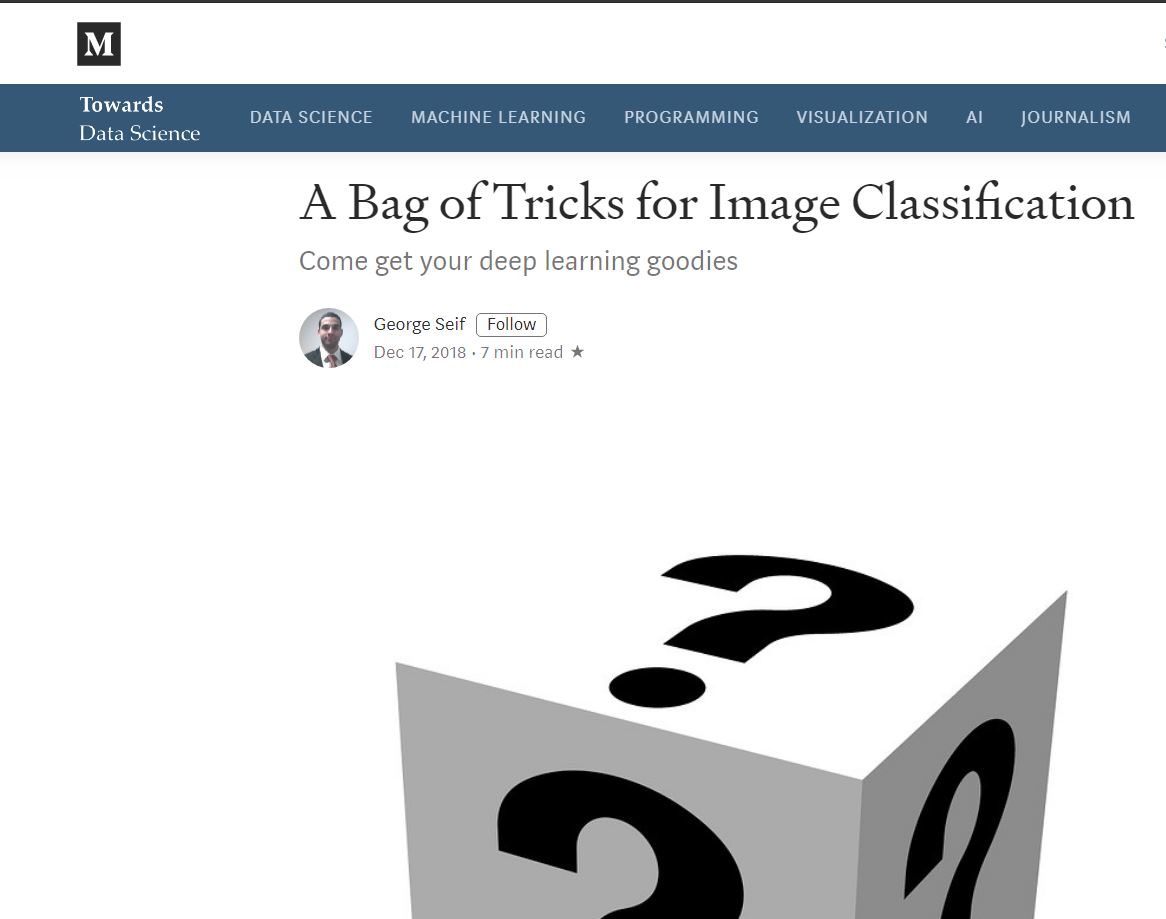 M
Towards
Data Science
DATA SCIENCE MACHINE LEARNING PROGRAMMING VISUALIZATION AI JOURNALISM
A Bag of Tricks for Image Classification
Come get your deep learning goodies
George Seif Follow
Dec 17, 2018 · 7 min read ★
?
?
?